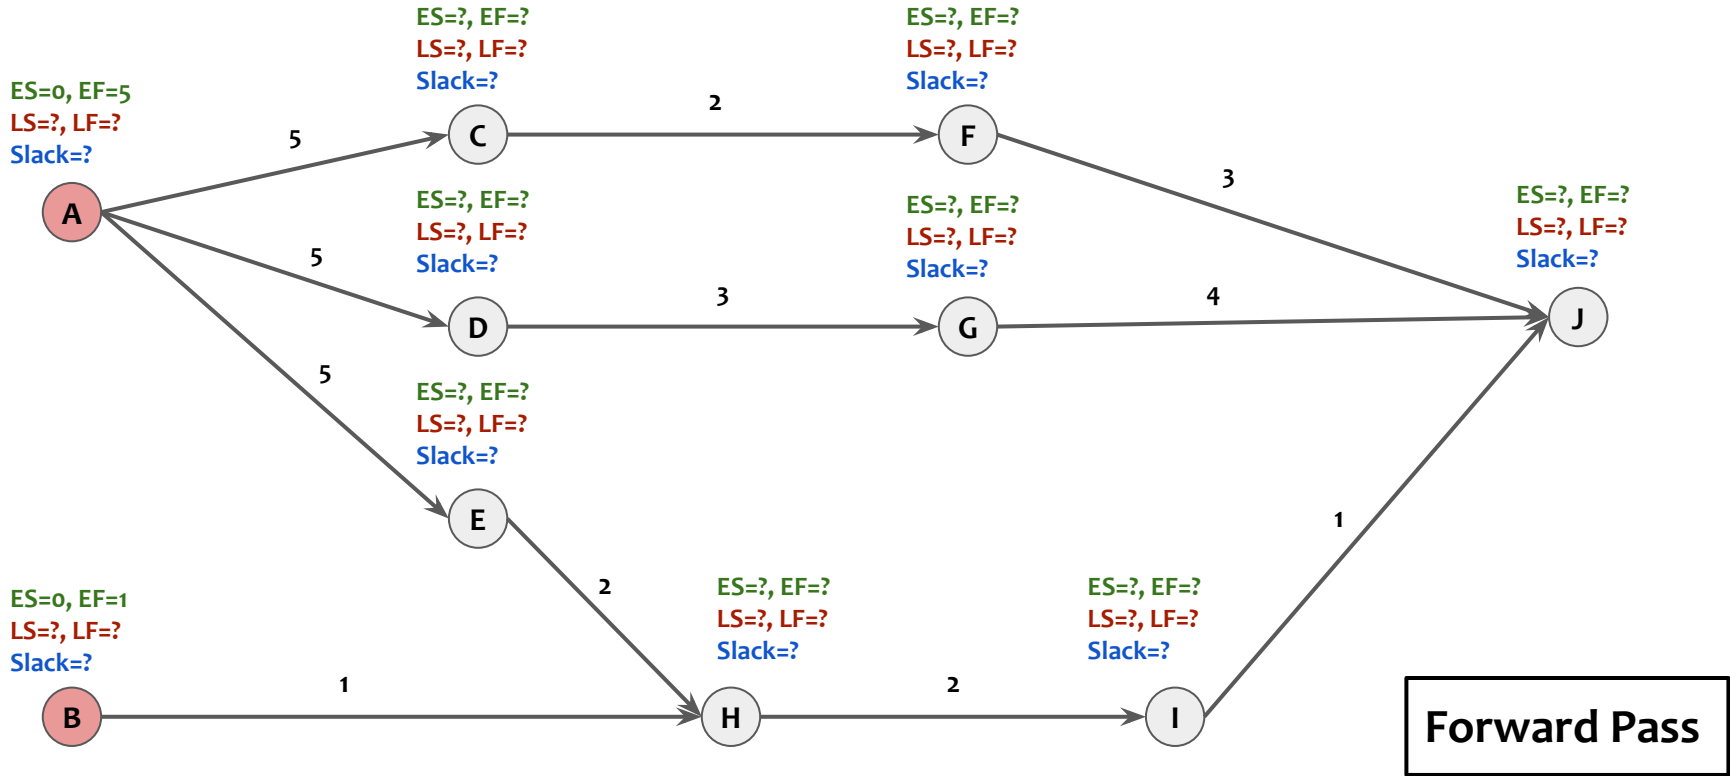 ES=?, EF=?
LS=?, LF=?
Slack=?
ES=?, EF=?
LS=?, LF=?
Slack=?
ES=0, EF=5
LS=?, LF=?
Slack=?
5
C
2
F
A
3
ES=?, EF=?
LS=?, LF=?
Slack=?
ES=?, EF=?
LS=?, LF=?
Slack=?
ES=?, EF=?
LS=?, LF=?
Slack=?
5
D
3
G
4
J
5
ES=?, EF=?
LS=?, LF=?
Slack=?
E
2
1
ES=0, EF=1
LS=?, LF=?
Slack=?
ES=?, EF=?
LS=?, LF=?
Slack=?
ES=?, EF=?
LS=?, LF=?
Slack=?
B
1
H
2
I
Forward Pass